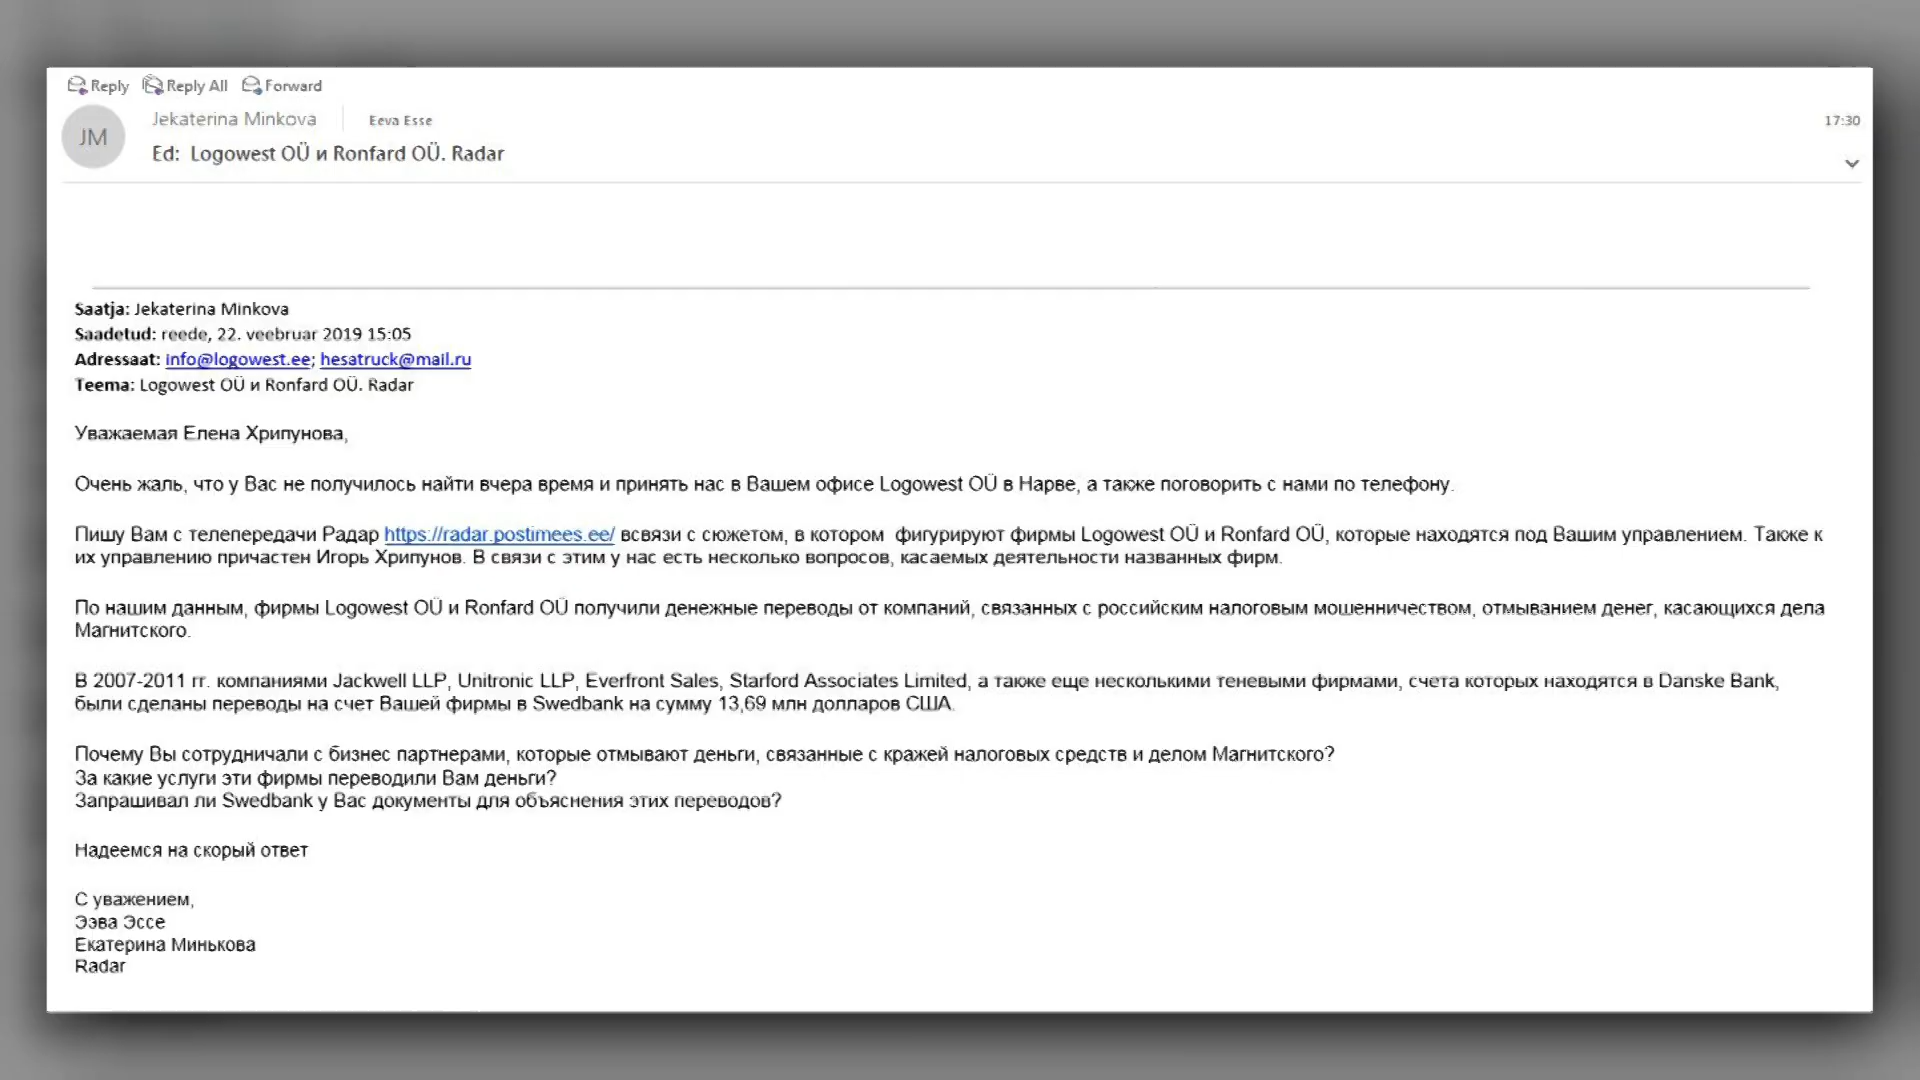 Reply Reply All Forward
JM
Jekaterina Minkova Eeva Esse 17:30
Ed: Logowest OÜ и Ronfard OÜ. Radar
Saatja: Jekaterina Minkova
Saadetud: reede, 22. veebruar 2019 15:05
Adressaat: info@logowest.ee; hesatruck@mail.ru
Teema: Logowest OÜ и Ronfard OÜ. Radar
Уважаемая Елена Хрипунова,
Очень жаль, что у Вас не получилось найти вчера время и принять нас в Вашем офисе Logowest OÜ в Нарве, а также поговорить с нами по телефону.
Пишу Вам с телепередачи Радар https://radar.postimees.ee/ всвязи с сюжетом, в котором фигурируют фирмы Logowest OÜ и Ronfard OÜ, которые находятся под Вашим управлением. Также к
их управлению причастен Игорь Хрипунов. В связи с этим у нас есть несколько вопросов, касаемых деятельности названных фирм.
По нашим данным, фирмы Logowest OÜ и Ronfard OÜ получили денежные переводы от компаний, связанных с российским налоговым мошенничеством, отмыванием денег, касающихся дела
Магнитского.
В 2007-2011 гг. компаниями Jackwell LLP, Unitronic LLP, Everfront Sales, Starford Associates Limited, а также еще несколькими теневыми фирмами, счета которых находятся в Danske Bank,
были сделаны переводы на счет Вашей фирмы в Swedbank на сумму 13,69 млн долларов США.
Почему Вы сотрудничали с бизнес партнерами, которые отмывают деньги, связанные с кражей налоговых средств и делом Магнитского?
За какие услуги эти фирмы переводили Вам деньги?
Запрашивал ли Swedbank у Вас документы для объяснения этих переводов?
Надеемся на скорый ответ
С уважением,
Ээва Эссе
Екатерина Минькова
Radar